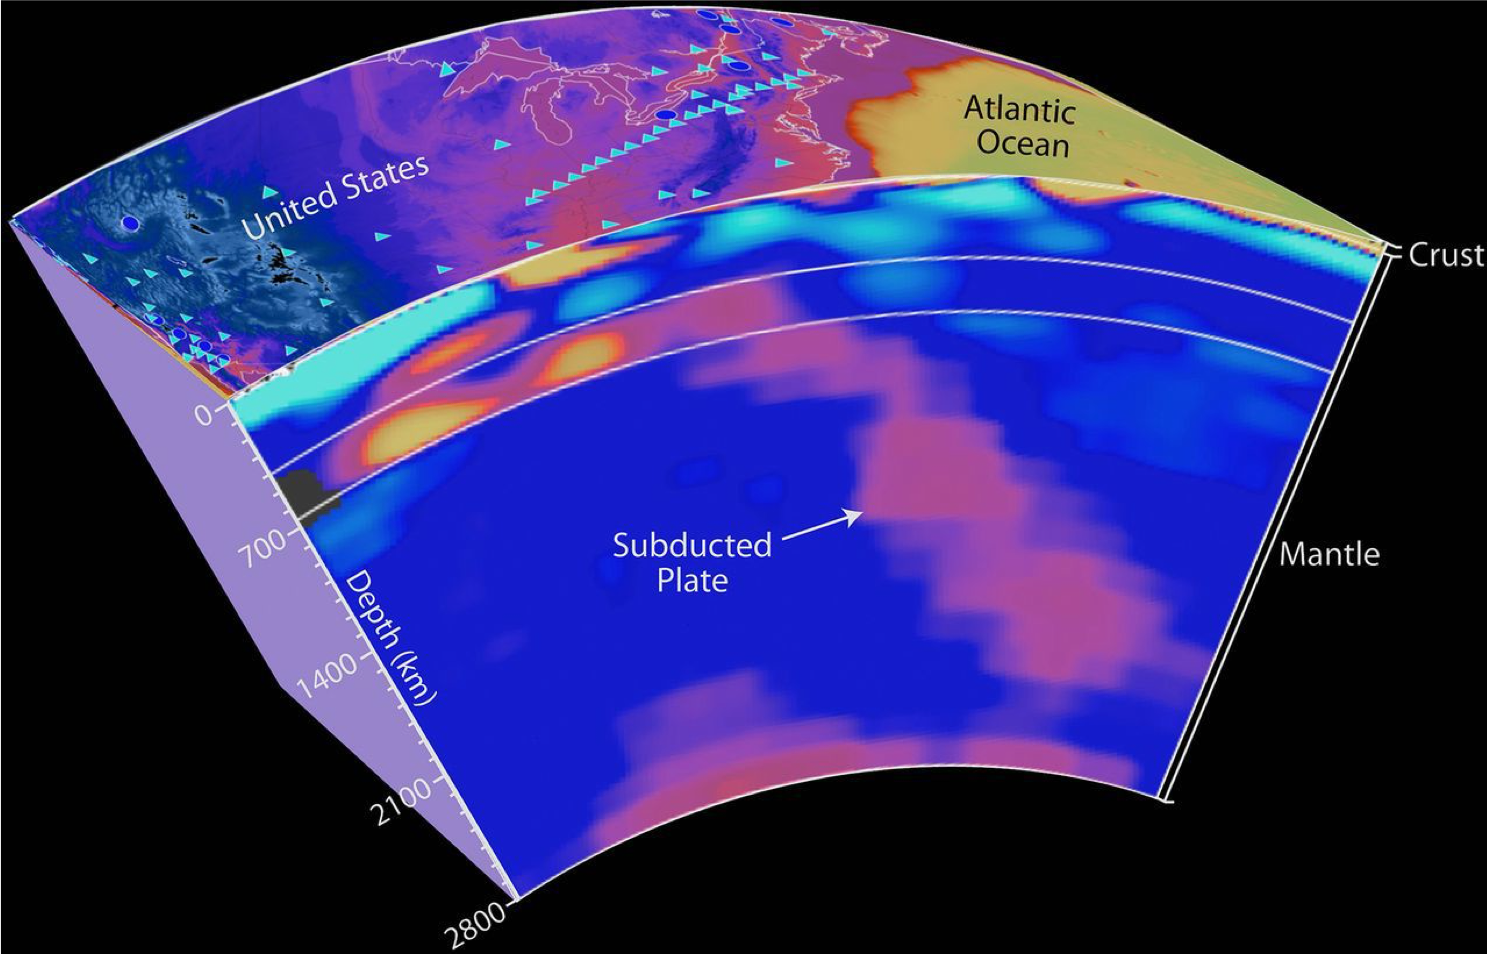 Atlantic
Ocean
United States
Crust
0
700
Subducted
Plate
Mantle
Depth (km)
1400
2100
2800